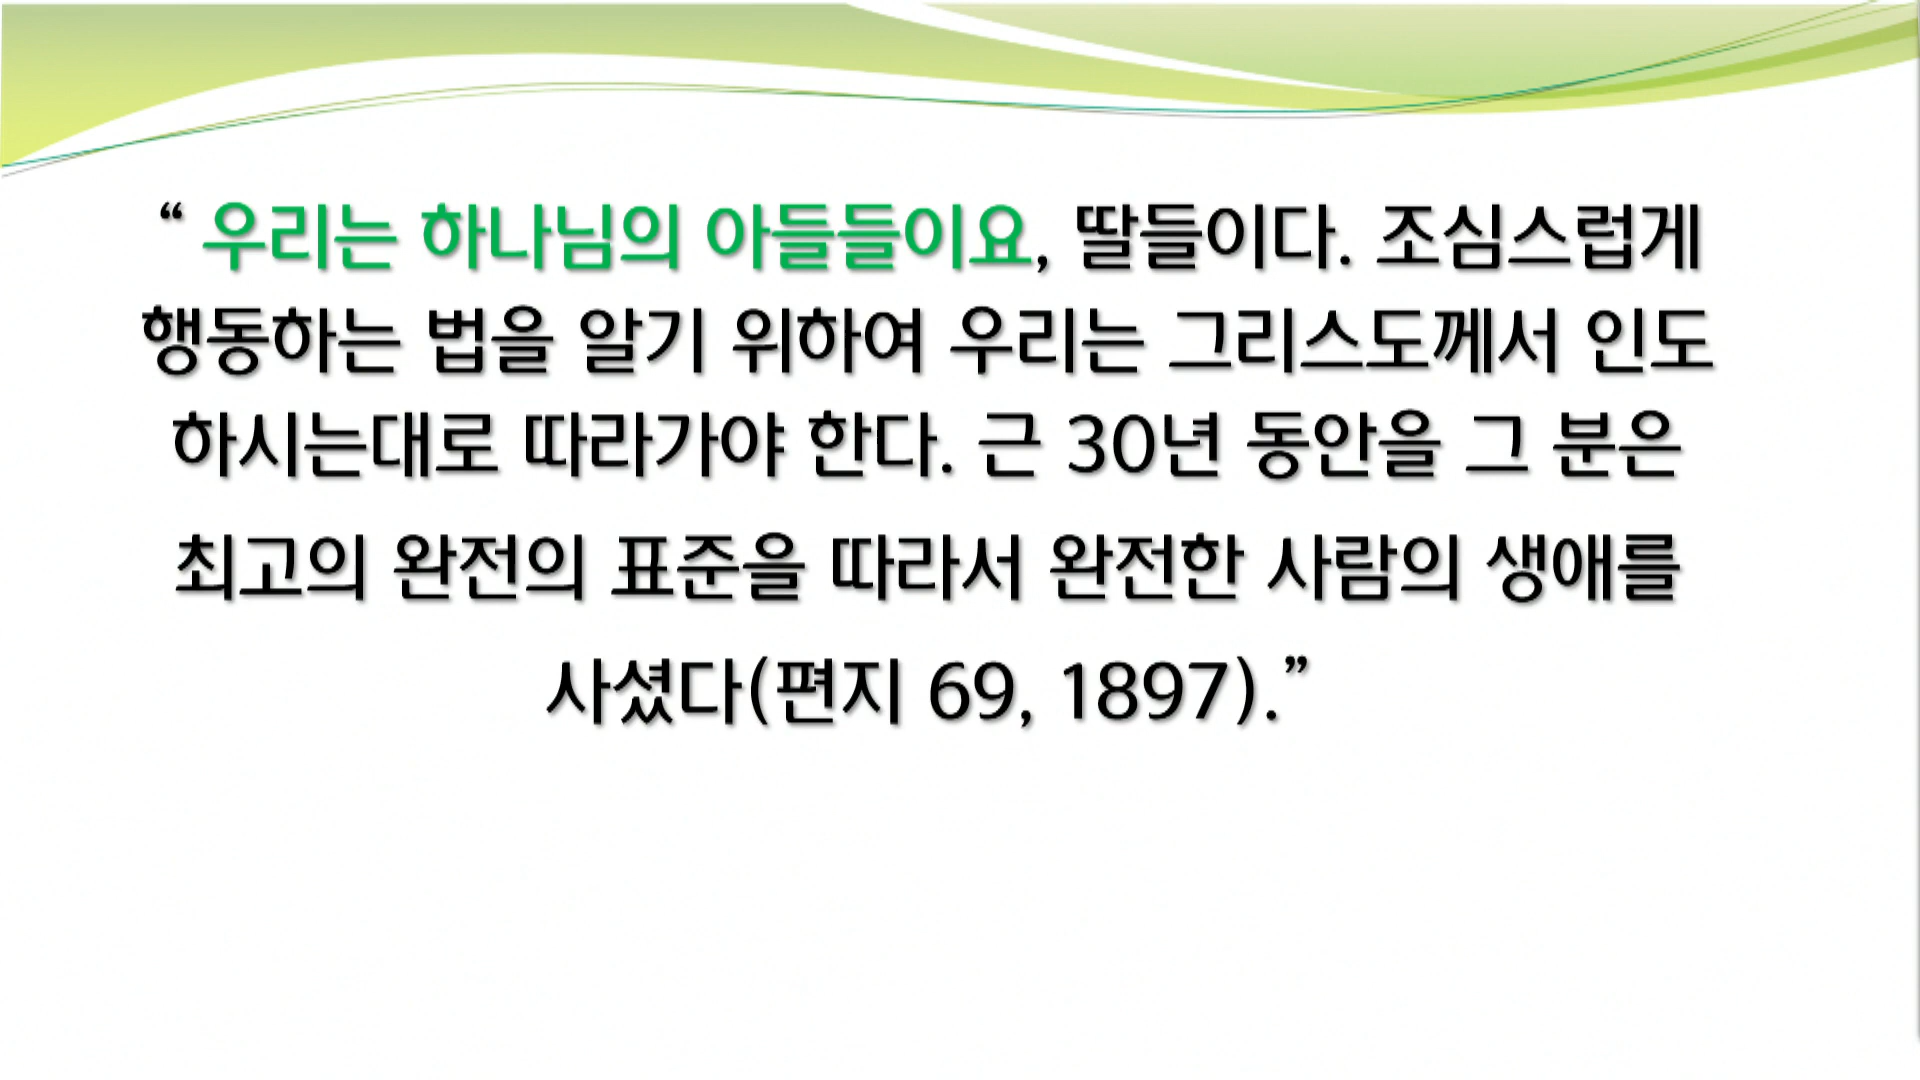 “ 우리는 하나님의 아들들이요, 딸들이다. 조심스럽게
행동하는 법을 알기 위하여 우리는 그리스도께서 인도
하시는대로 따라가야 한다. 근 30년 동안을 그 분은
최고의 완전의 표준을 따라서 완전한 사람의 생애를
사셨다(편지 69, 1897).”